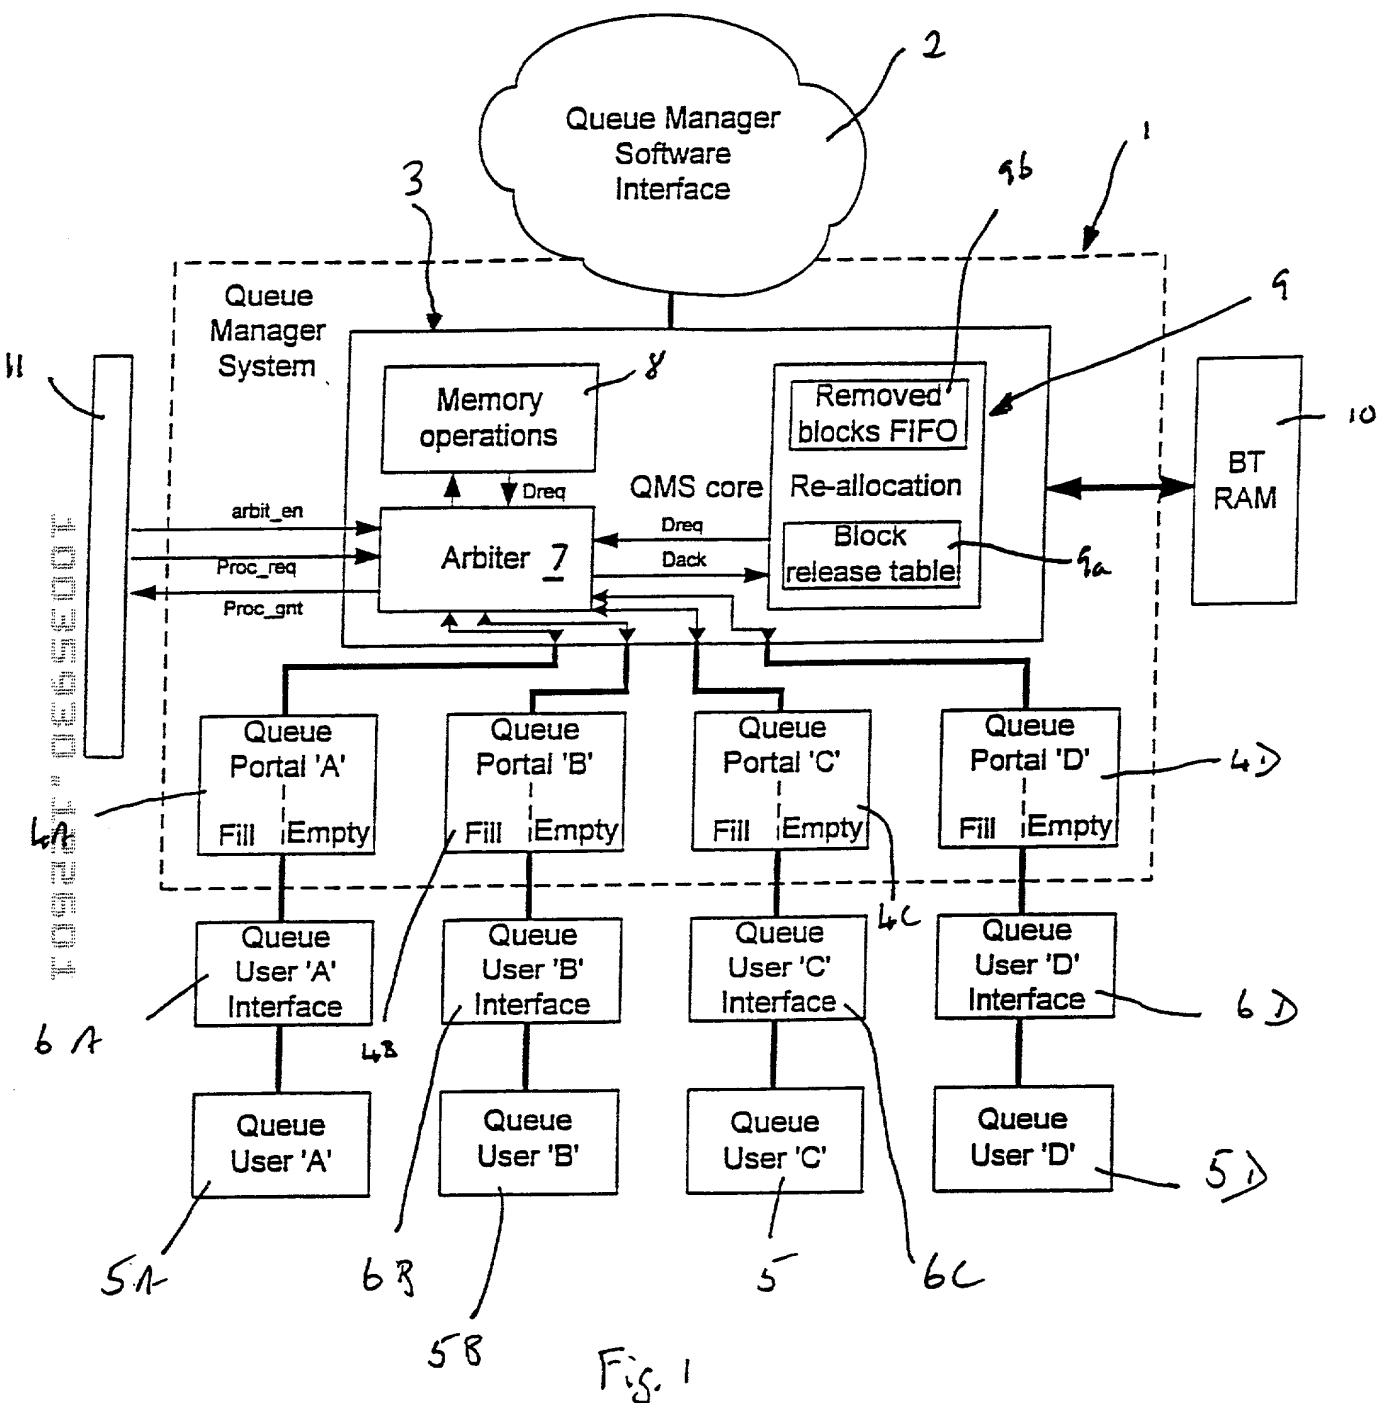 2
Queue Manager
Software
Interface
1
3
9b
9
Queue
Manager
System
11
8
Memory
operations
Removed
blocks FIFO
10
BT
RAM
Dreq
QMS core
Re-allocation
arbit_en
Arbiter 7
Dreq
Block
release table
9a
Proc_req
Dack
Proc_gnt
10035930.122601
Queue
Portal 'A'
Fill
Empty
Queue
Portal 'B'
Fill
Empty
Queue
Portal 'C'
Fill
Empty
Queue
Portal 'D'
Fill
Empty
4D
4A
4C
Queue
User 'A'
Interface
Queue
User 'B'
Interface
Queue
User 'C'
Interface
Queue
User 'D'
Interface
6A
4B
6D
Queue
User 'A'
Queue
User 'B'
Queue
User 'C'
Queue
User 'D'
5D
5A
6B
5
6C
5B
Fig. 1